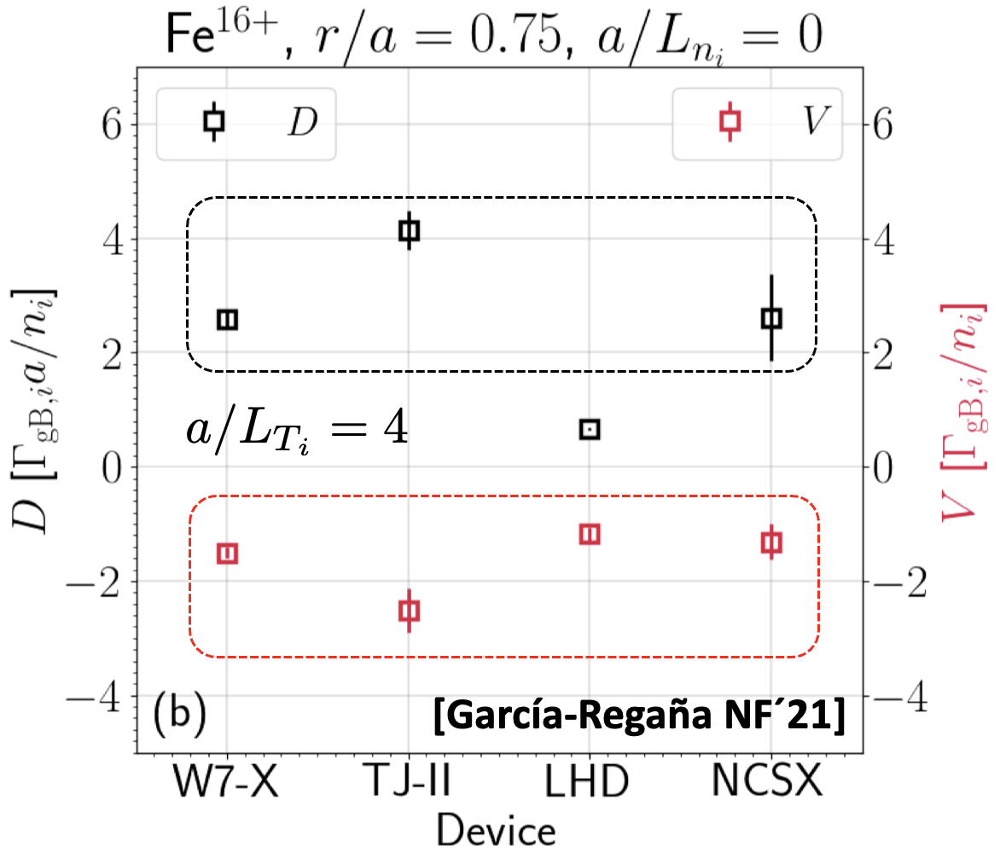 Fe¹⁶⁺, r/a = 0.75, a/L_{n_i} = 0
D
V
6
4
2
0
−2
−4
6
4
2
0
−2
−4
D [Γ_{gB,i}a/n_i]
V [Γ_{gB,i}/n_i]
a/L_{T_i} = 4
(b)
[García-Regaña NF´21]
W7-X TJ-II LHD NCSX
Device